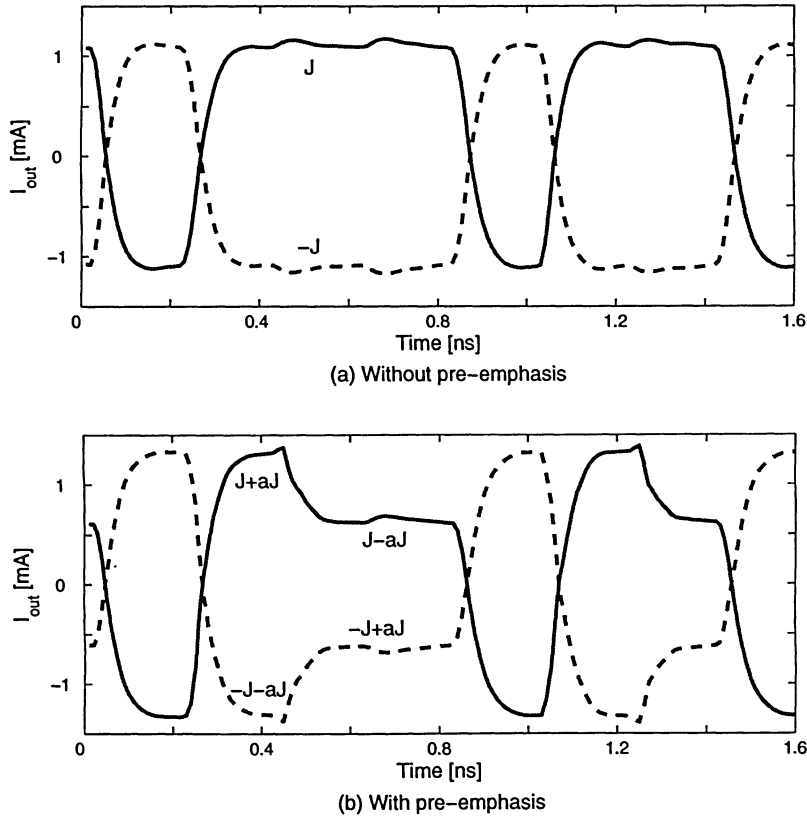 1
J
0
I_out [mA]
−J
−1
0 0.4 0.8 1.2 1.6
Time [ns]
(a) Without pre−emphasis
1
J+aJ
J−aJ
0
I_out [mA]
−J+aJ
−1
−J−aJ
0 0.4 0.8 1.2 1.6
Time [ns]
(b) With pre−emphasis